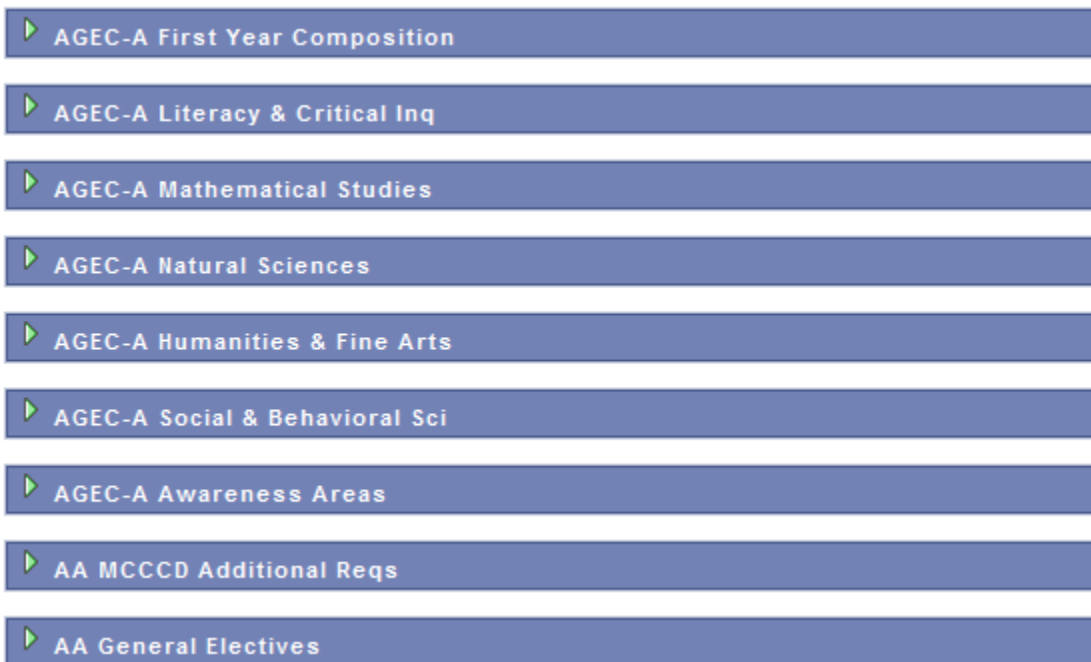 AGEC-A First Year Composition
AGEC-A Literacy & Critical Inq
AGEC-A Mathematical Studies
AGEC-A Natural Sciences
AGEC-A Humanities & Fine Arts
AGEC-A Social & Behavioral Sci
AGEC-A Awareness Areas
AA MCCCD Additional Reqs
AA General Electives